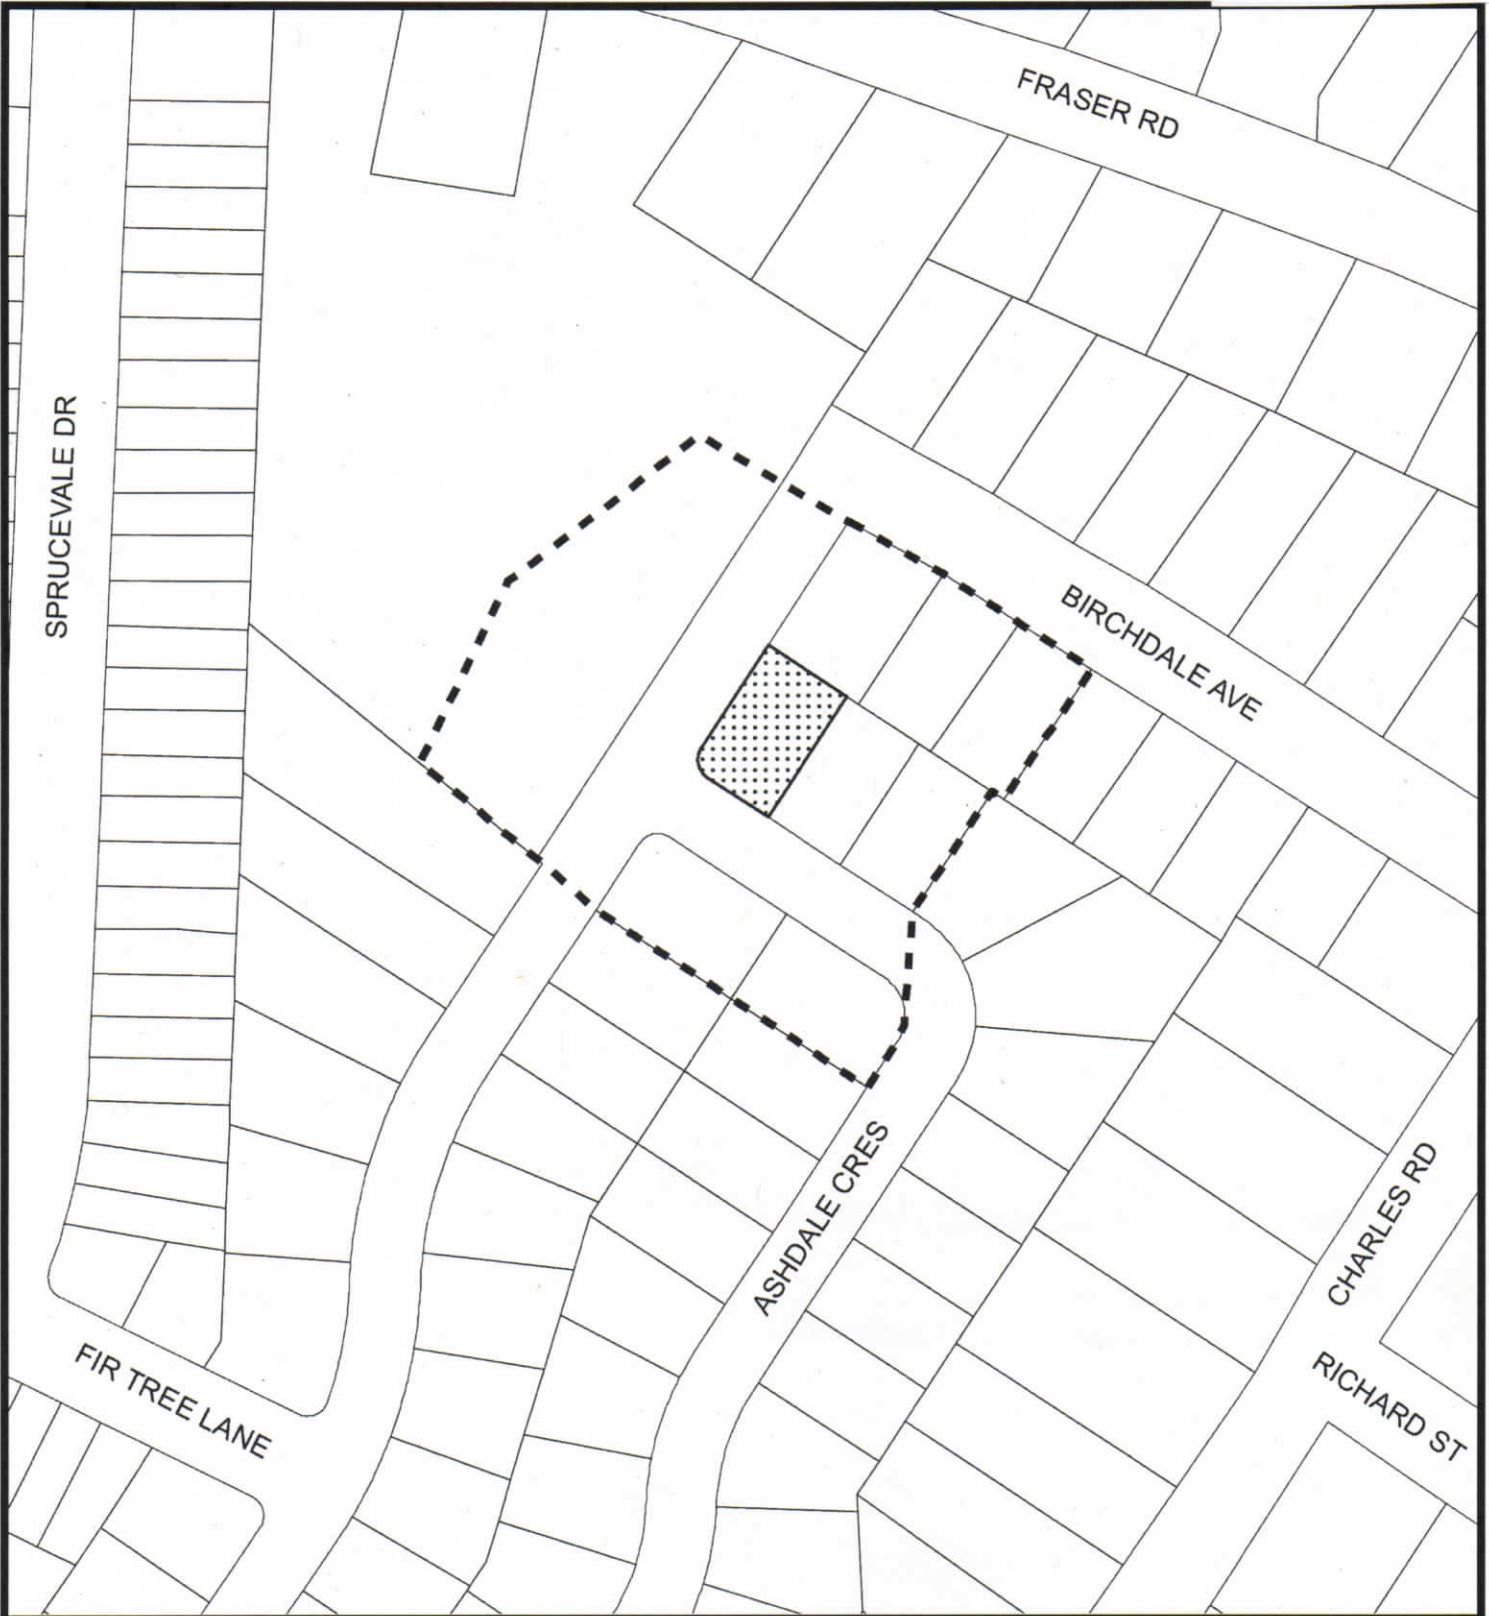 FRASER RD
SPRUCEVALE DR
BIRCHDALE AVE
ASHDALE CRES
CHARLES RD
FIR TREE LANE
RICHARD ST